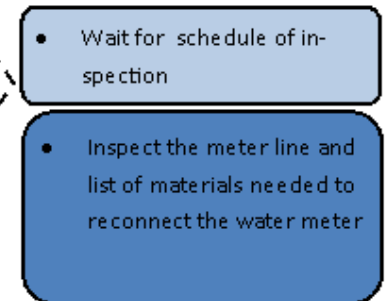 • Wait for schedule of in-
spection
• Inspect the meter line and
list of materials needed to
reconnect the water meter